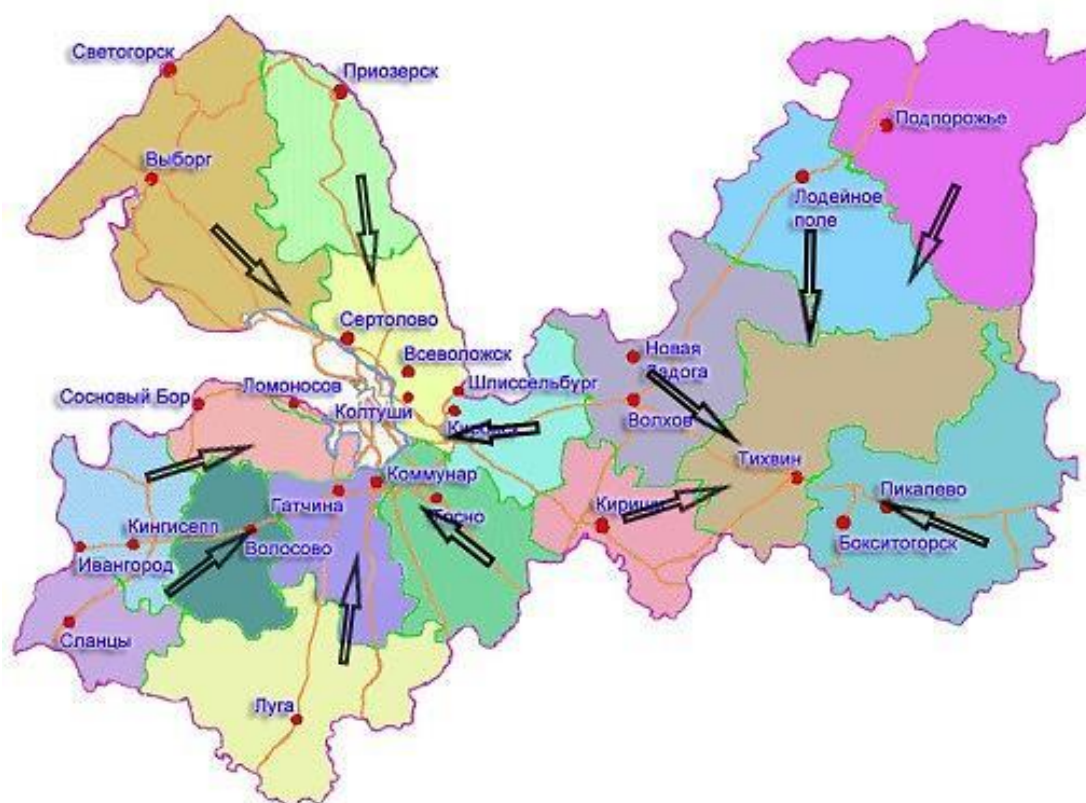 Светогорск
Приозерск
Подпорожье
Выборг
Лодейное
поле
Сертолово
Новая
Ладога
Всеволожск
Шлиссельбург
Сосновый Бор
Ломоносов
Колтуши
Волхов
Тихвин
Коммунар
Пикалево
Гатчина
Тосно
Кириши
Кингисепп
Волосово
Бокситогорск
Ивангород
Сланцы
Луга